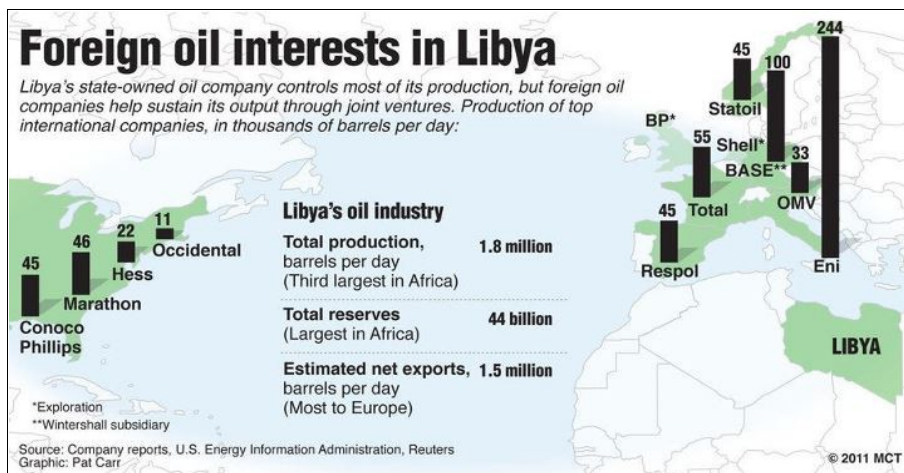 Foreign oil interests in Libya
Libya's state-owned oil company controls most of its production, but foreign oil
companies help sustain its output through joint ventures. Production of top
international companies, in thousands of barrels per day:
45
Conoco
Phillips
46
Marathon
22
Hess
11
Occidental
Libya's oil industry
Total production, 1.8 million
barrels per day
(Third largest in Africa)
Total reserves 44 billion
(Largest in Africa)
Estimated net exports, 1.5 million
barrels per day
(Most to Europe)
BP*
45
Statoil
Shell*
100
BASE**
55
Total
33
OMV
45
Respol
244
Eni
LIBYA
*Exploration
**Wintershall subsidiary
Source: Company reports, U.S. Energy Information Administration, Reuters
Graphic: Pat Carr
© 2011 MCT